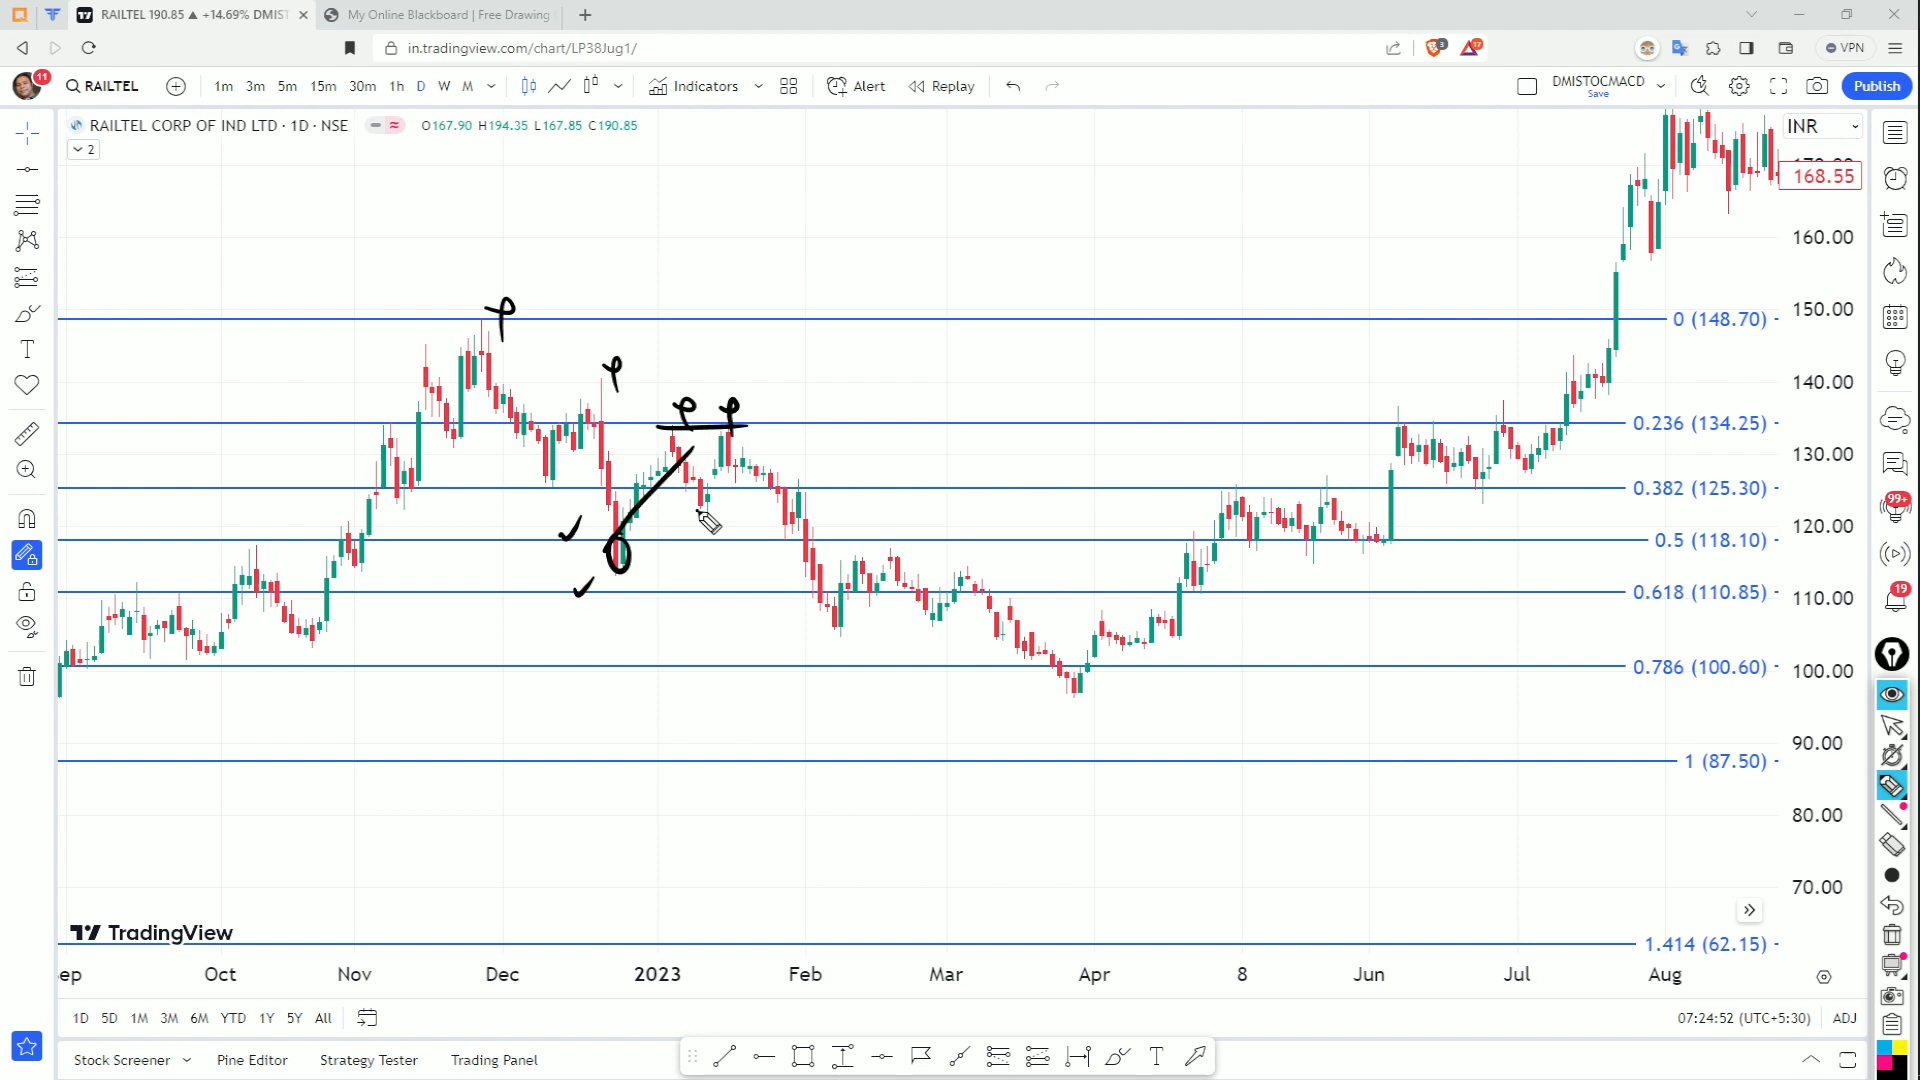 RAILTEL 190.85 ▲ +14.69% DMIST
My Online Blackboard | Free Drawing
in.tradingview.com/chart/LP38Jug1/
3
17
VPN
11
RAILTEL
1m 3m 5m 15m 30m 1h D W M
Indicators
Alert
Replay
DMISTOCMACD
Save
Publish
RAILTEL CORP OF IND LTD · 1D · NSE
O167.90 H194.35 L167.85 C190.85
INR
2
168.55
160.00
150.00
0 (148.70)
140.00
0.236 (134.25)
130.00
0.382 (125.30)
120.00
0.5 (118.10)
110.00
0.618 (110.85)
100.00
0.786 (100.60)
90.00
1 (87.50)
80.00
70.00
1.414 (62.15)
99+
19
TradingView
ep Oct Nov Dec 2023 Feb Mar Apr 8 Jun Jul Aug
1D 5D 1M 3M 6M YTD 1Y 5Y All
07:24:52 (UTC+5:30)
ADJ
Stock Screener
Pine Editor
Strategy Tester
Trading Panel